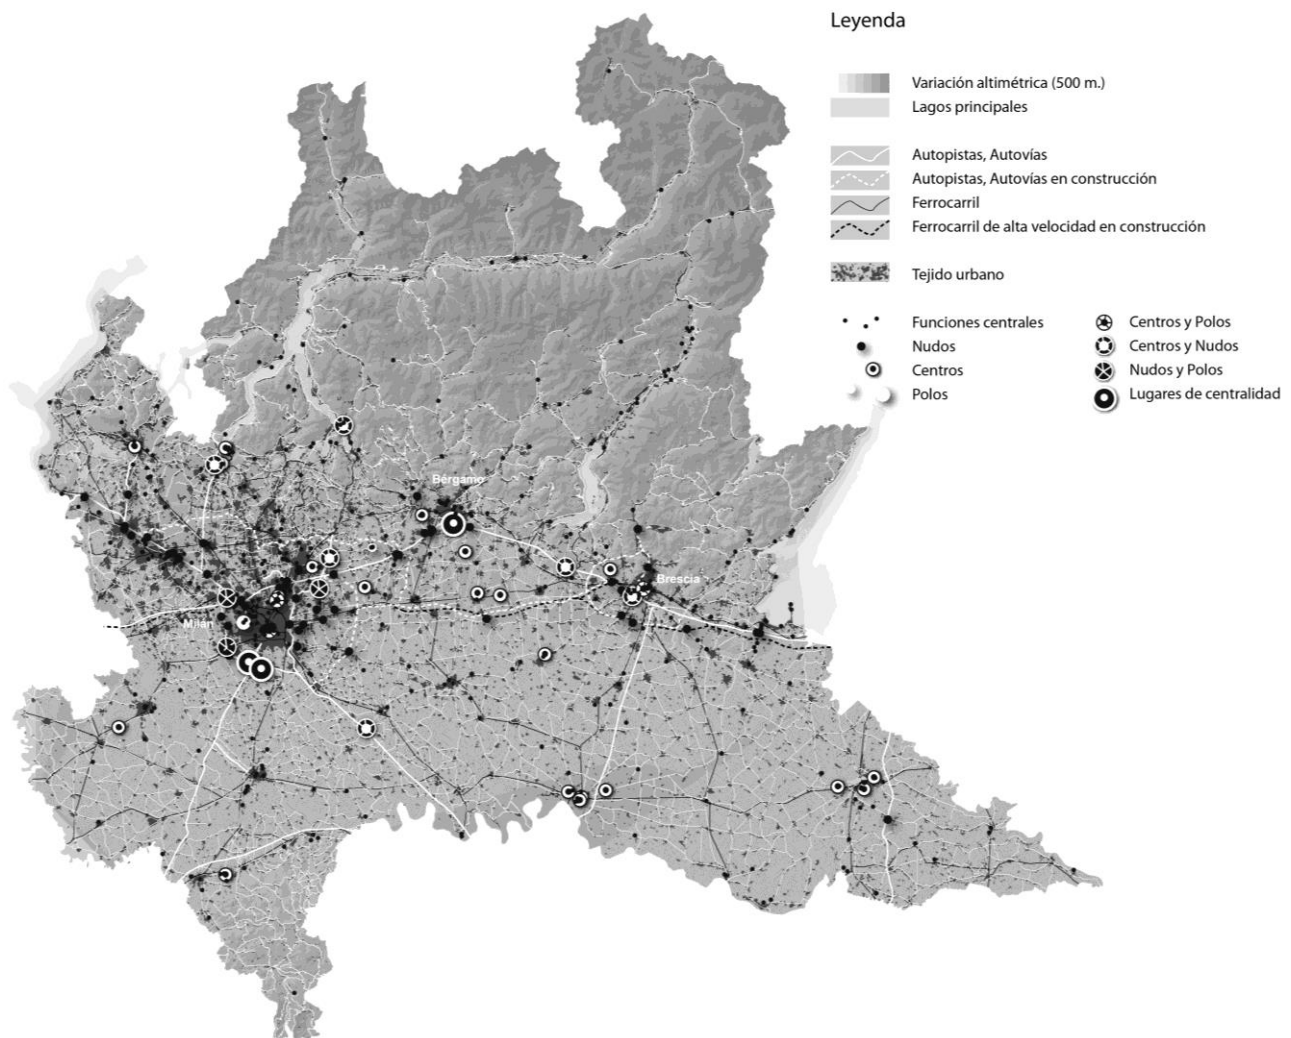 Leyenda
Variación altimétrica (500 m.)
Lagos principales
Autopistas, Autovías
Autopistas, Autovías en construcción
Ferrocarril
Ferrocarril de alta velocidad en construcción
Tejido urbano
Funciones centrales
Nudos
Centros
Polos
Centros y Polos
Centros y Nudos
Nudos y Polos
Lugares de centralidad
Bérgamo
Brescia
Milán